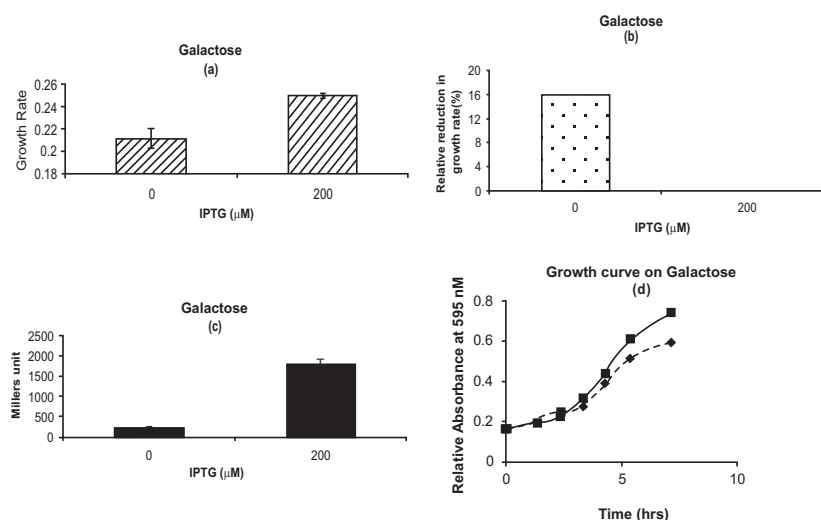 Galactose
(a)
Growth Rate
0.26
0.24
0.22
0.2
0.18
0
200
IPTG (μM)
Galactose
(b)
Relative reduction in
growth rate(%)
20
16
12
8
4
0
0
200
IPTG (μM)
Galactose
(c)
Millers unit
2500
2000
1500
1000
500
0
0
200
IPTG (μM)
Growth curve on Galactose
(d)
Relative Absorbance at 595 nM
0.8
0.6
0.4
0.2
0
0
5
10
Time (hrs)